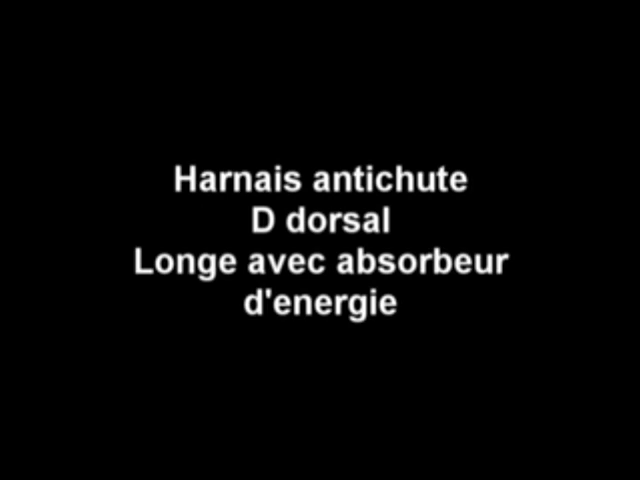 Harnais antichute
D dorsal
Longe avec absorbeur
d'energie